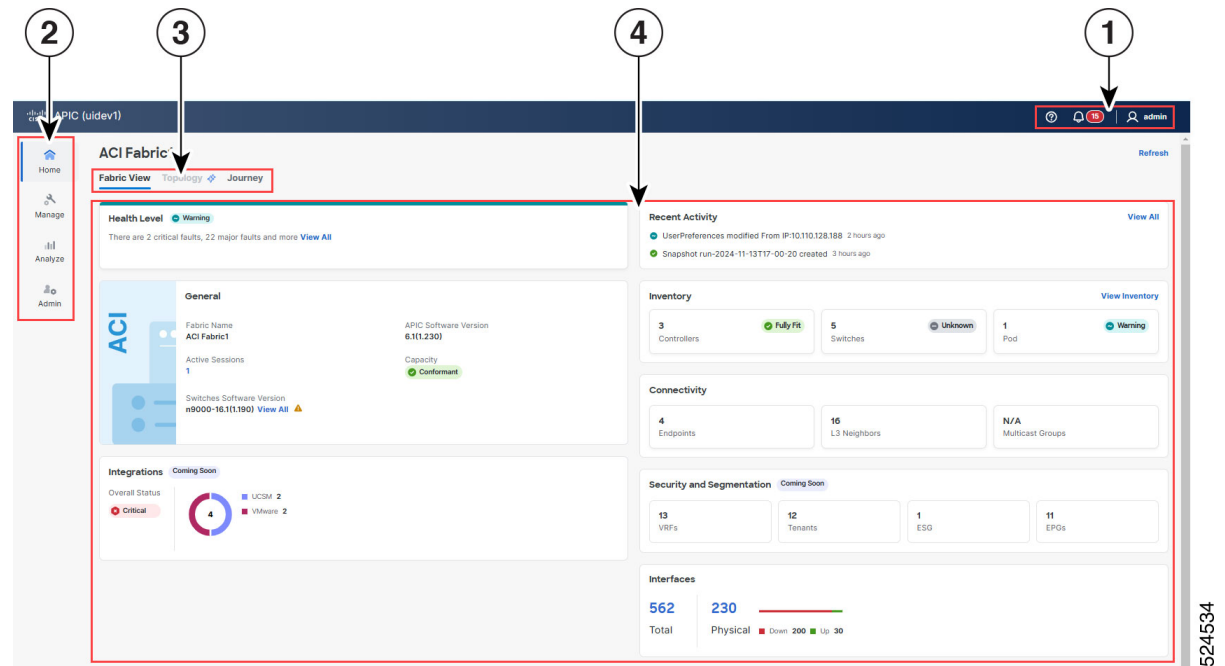 2
3
4
1
APIC (uidev1)
15
admin
Home
Manage
Analyze
Admin
ACI Fabric1
Refresh
Fabric View Topology Journey
Health Level Warning
There are 2 critical faults, 22 major faults and more View All
Recent Activity View All
UserPreferences modified From IP:10.110.128.188 2 hours ago
Snapshot run-2024-11-13T17-00-20 created 3 hours ago
ACI
General
Fabric Name
ACI Fabric1
APIC Software Version
6.1(1.230)
Active Sessions
1
Capacity
Conformant
Switches Software Version
n9000-16.1(1.190) View All
Inventory View Inventory
3 Fully Fit
Controllers
5 Unknown
Switches
1 Warning
Pod
Connectivity
4
Endpoints
16
L3 Neighbors
N/A
Multicast Groups
Integrations Coming Soon
Overall Status
Critical
4
UCSM 2
VMware 2
Security and Segmentation Coming Soon
13
VRFs
12
Tenants
1
ESG
11
EPGs
Interfaces
562
Total
230
Physical Down 200 Up 30
524534